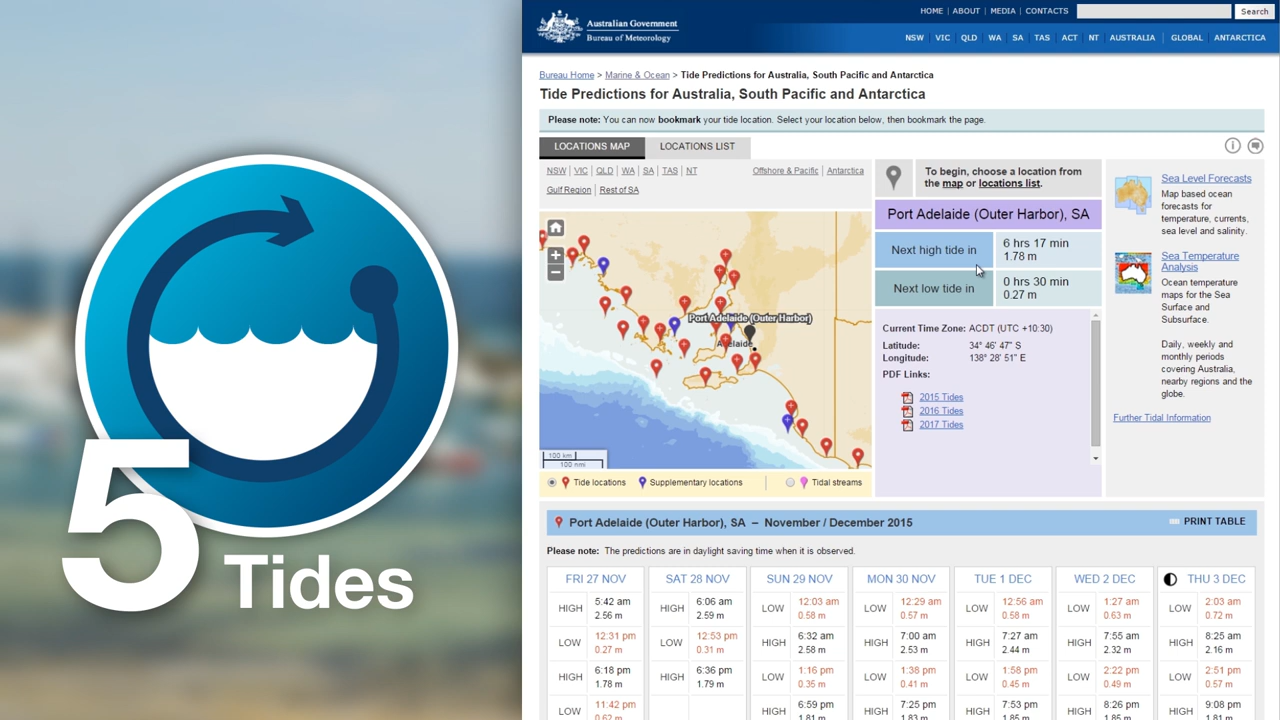 5
Tides
Australian Government
Bureau of Meteorology
HOME | ABOUT | MEDIA | CONTACTS
Search
NSW | VIC | QLD | WA | SA | TAS | ACT | NT | AUSTRALIA | GLOBAL | ANTARCTICA
Bureau Home > Marine & Ocean > Tide Predictions for Australia, South Pacific and Antarctica
Tide Predictions for Australia, South Pacific and Antarctica
Please note: You can now bookmark your tide location. Select your location below, then bookmark the page.
LOCATIONS MAP
LOCATIONS LIST
NSW | VIC | QLD | WA | SA | TAS | NT
Offshore & Pacific | Antarctica
Gulf Region | Rest of SA
Port Adelaide (Outer Harbor)
Adelaide
100 km
100 nmi
Tide locations
Supplementary locations
Tidal streams
To begin, choose a location from
the map or locations list.
Port Adelaide (Outer Harbor), SA
Next high tide in
6 hrs 17 min
1.78 m
Next low tide in
0 hrs 30 min
0.27 m
Current Time Zone: ACDT (UTC +10:30)
Latitude: 34° 46' 47" S
Longitude: 138° 28' 51" E
PDF Links:
2015 Tides
2016 Tides
2017 Tides
Sea Level Forecasts
Map based ocean
forecasts for
temperature, currents,
sea level and salinity.
Sea Temperature
Analysis
Ocean temperature
maps for the Sea
Surface and
Subsurface.
Daily, weekly and
monthly periods
covering Australia,
nearby regions and the
globe.
Further Tidal Information
Port Adelaide (Outer Harbor), SA – November / December 2015
PRINT TABLE
Please note: The predictions are in daylight saving time when it is observed.
FRI 27 NOV
HIGH 5:42 am
2.56 m
LOW 12:31 pm
0.27 m
HIGH 6:18 pm
1.78 m
LOW 11:42 pm
0.62 m
SAT 28 NOV
HIGH 6:06 am
2.59 m
LOW 12:53 pm
0.31 m
HIGH 6:36 pm
1.79 m
SUN 29 NOV
LOW 12:03 am
0.58 m
HIGH 6:32 am
2.58 m
LOW 1:16 pm
0.35 m
HIGH 6:59 pm
1.81 m
MON 30 NOV
LOW 12:29 am
0.57 m
HIGH 7:00 am
2.53 m
LOW 1:38 pm
0.41 m
HIGH 7:25 pm
1.83 m
TUE 1 DEC
LOW 12:56 am
0.58 m
HIGH 7:27 am
2.44 m
LOW 1:58 pm
0.45 m
HIGH 7:53 pm
1.85 m
WED 2 DEC
LOW 1:27 am
0.63 m
HIGH 7:55 am
2.32 m
LOW 2:22 pm
0.49 m
HIGH 8:26 pm
1.85 m
THU 3 DEC
LOW 2:03 am
0.72 m
HIGH 8:25 am
2.16 m
LOW 2:51 pm
0.57 m
HIGH 9:08 pm
1.81 m